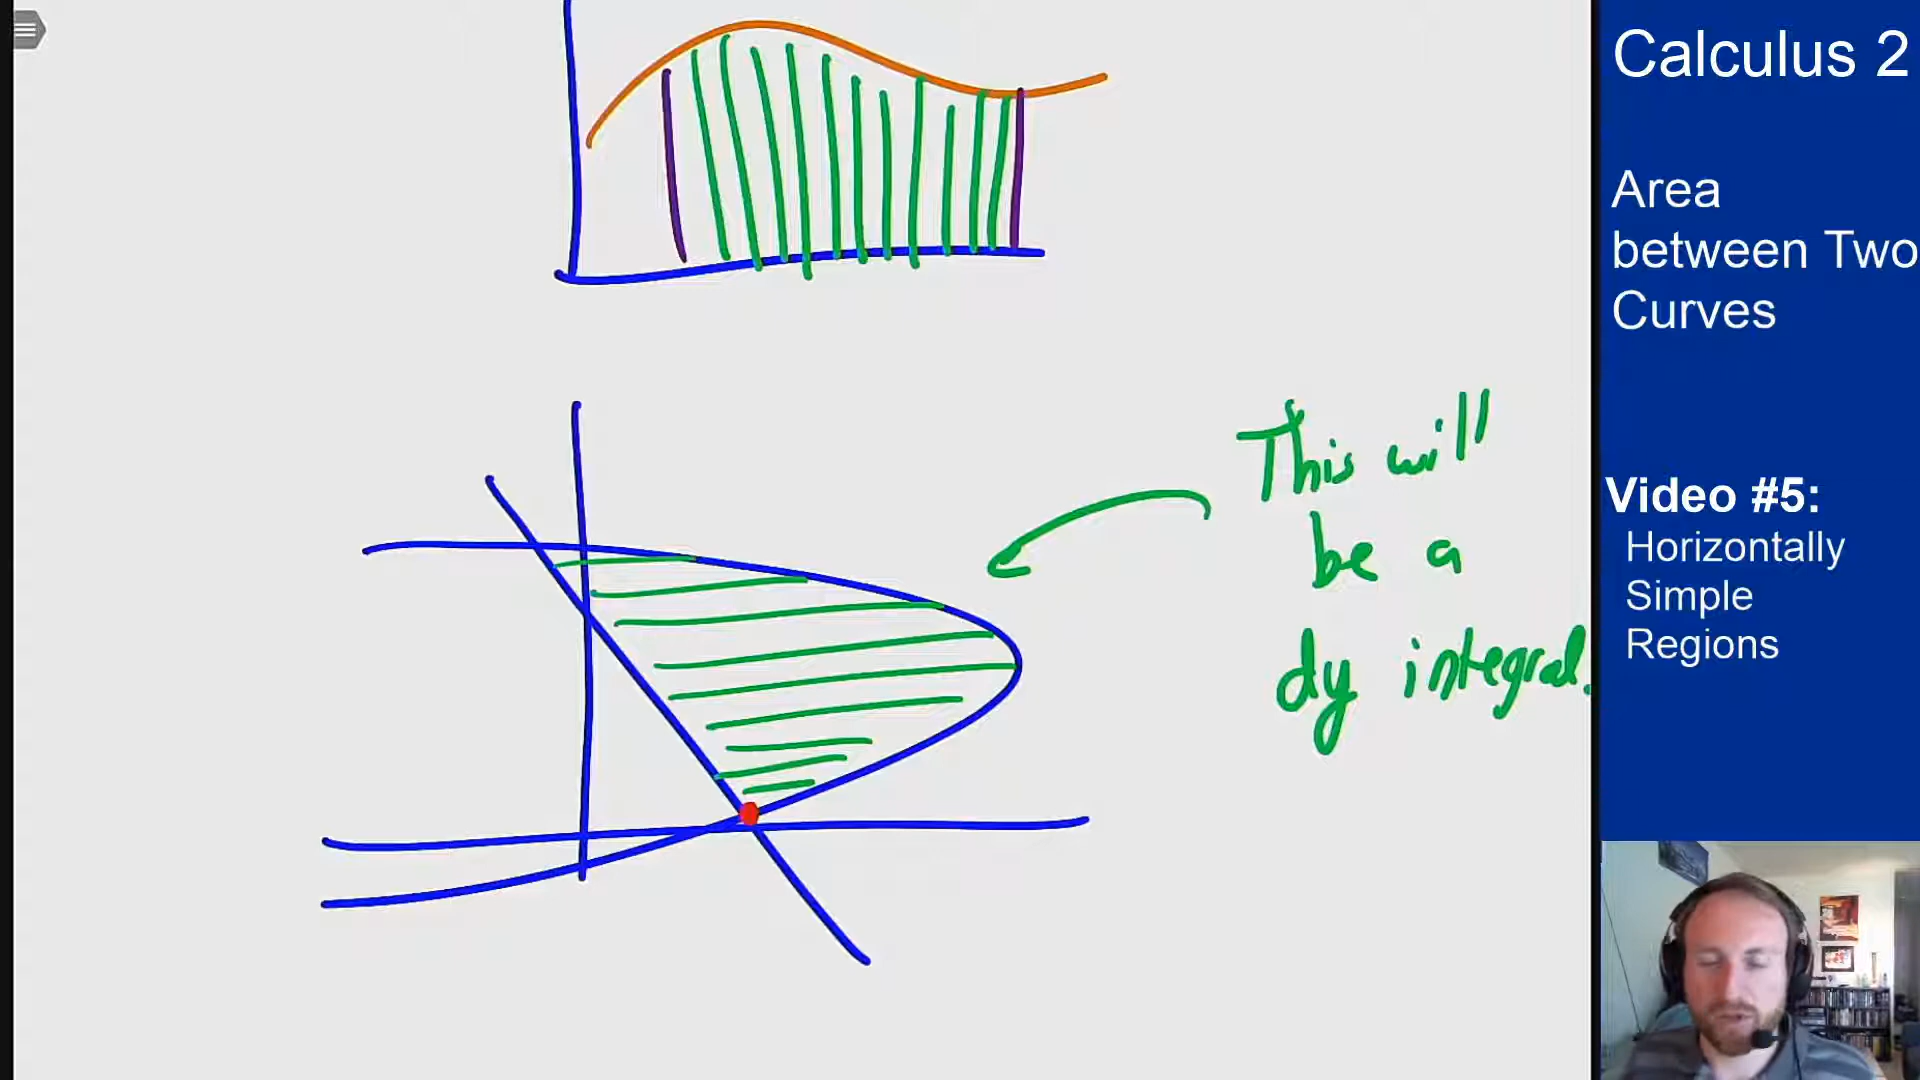 This will
be a
dy integral.
Calculus 2
Area
between Two
Curves
Video #5:
Horizontally
Simple
Regions